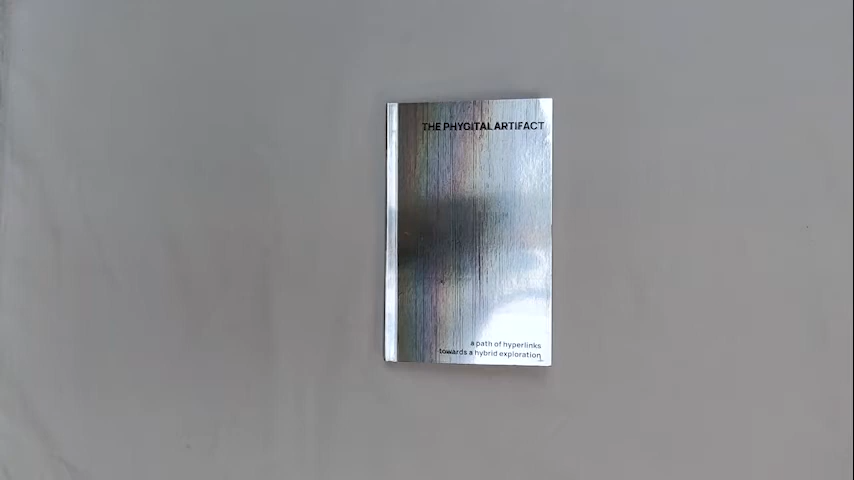 THE PHYGITAL ARTIFACT
a path of hyperlinks
towards a hybrid exploration